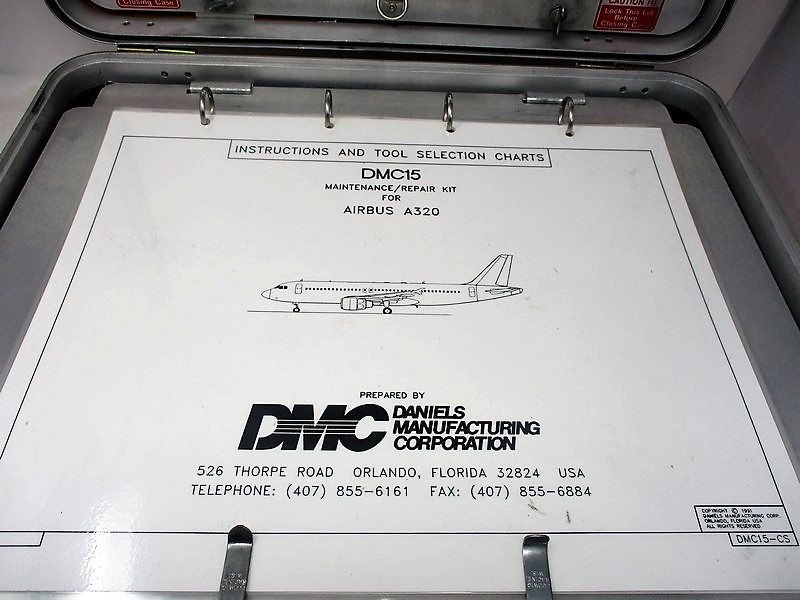 Closing Case
CAUTION
Lock This Lid
Before
Closing Case
INSTRUCTIONS AND TOOL SELECTION CHARTS
DMC15
MAINTENANCE/REPAIR KIT
FOR
AIRBUS A320
PREPARED BY
DMC DANIELS
MANUFACTURING
CORPORATION
526 THORPE ROAD ORLANDO, FLORIDA 32824 USA
TELEPHONE: (407) 855-6161 FAX: (407) 855-6884
COPYRIGHT © 1991
DANIELS MANUFACTURING CORP.
ORLANDO, FLORIDA USA
ALL RIGHTS RESERVED
DMC15-CS